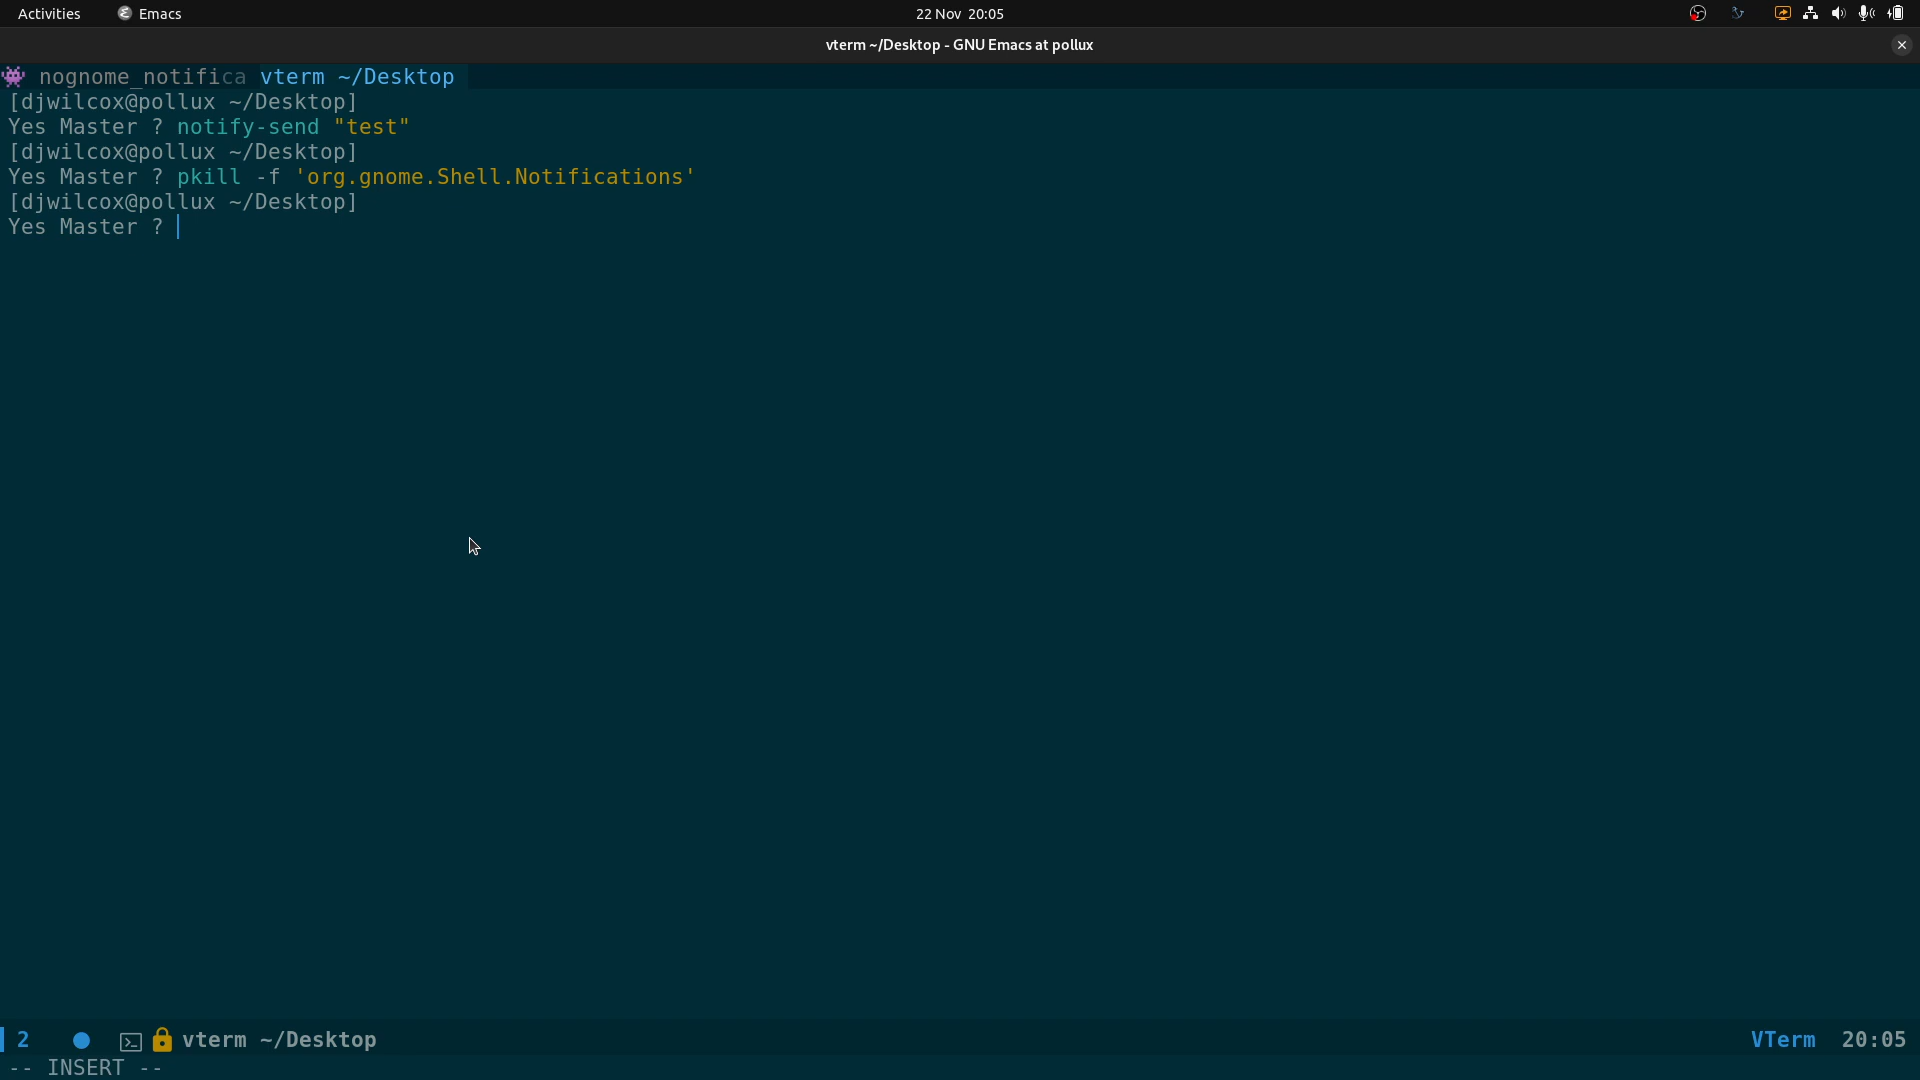 Activities Emacs 22 Nov 20:05
vterm ~/Desktop - GNU Emacs at pollux
nognome_notifica vterm ~/Desktop
[djwilcox@pollux ~/Desktop]
Yes Master ? notify-send "test"
[djwilcox@pollux ~/Desktop]
Yes Master ? pkill -f 'org.gnome.Shell.Notifications'
[djwilcox@pollux ~/Desktop]
Yes Master ?
2 vterm ~/Desktop VTerm 20:05
-- INSERT --